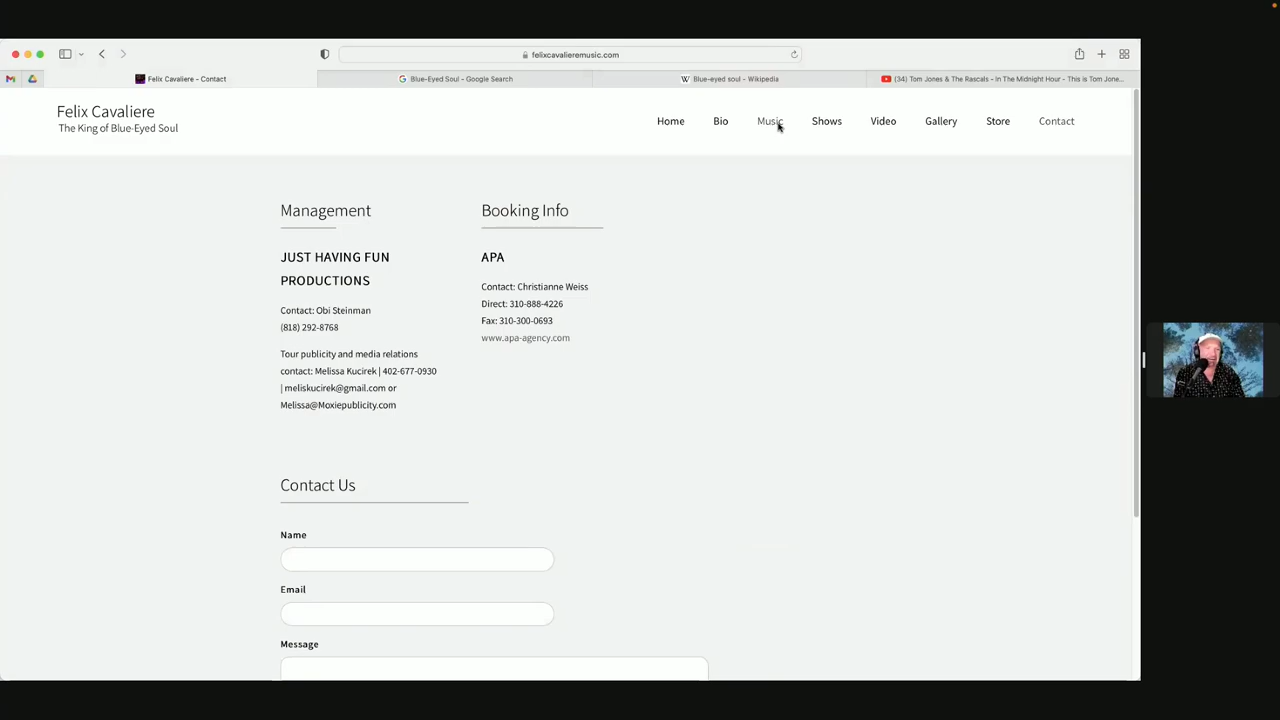 felixcavalieremusic.com
Felix Cavaliere - Contact
Blue-Eyed Soul - Google Search
Blue-eyed soul - Wikipedia
(34) Tom Jones & The Rascals - In The Midnight Hour - This is Tom Jone...
Felix Cavaliere
The King of Blue-Eyed Soul
Home Bio Music Shows Video Gallery Store Contact
Management
JUST HAVING FUN
PRODUCTIONS
Contact: Obi Steinman
(818) 292-8768
Tour publicity and media relations
contact: Melissa Kucirek | 402-677-0930
| meliskucirek@gmail.com or
Melissa@Moxiepublicity.com
Booking Info
APA
Contact: Christianne Weiss
Direct: 310-888-4226
Fax: 310-300-0693
www.apa-agency.com
Contact Us
Name
Email
Message